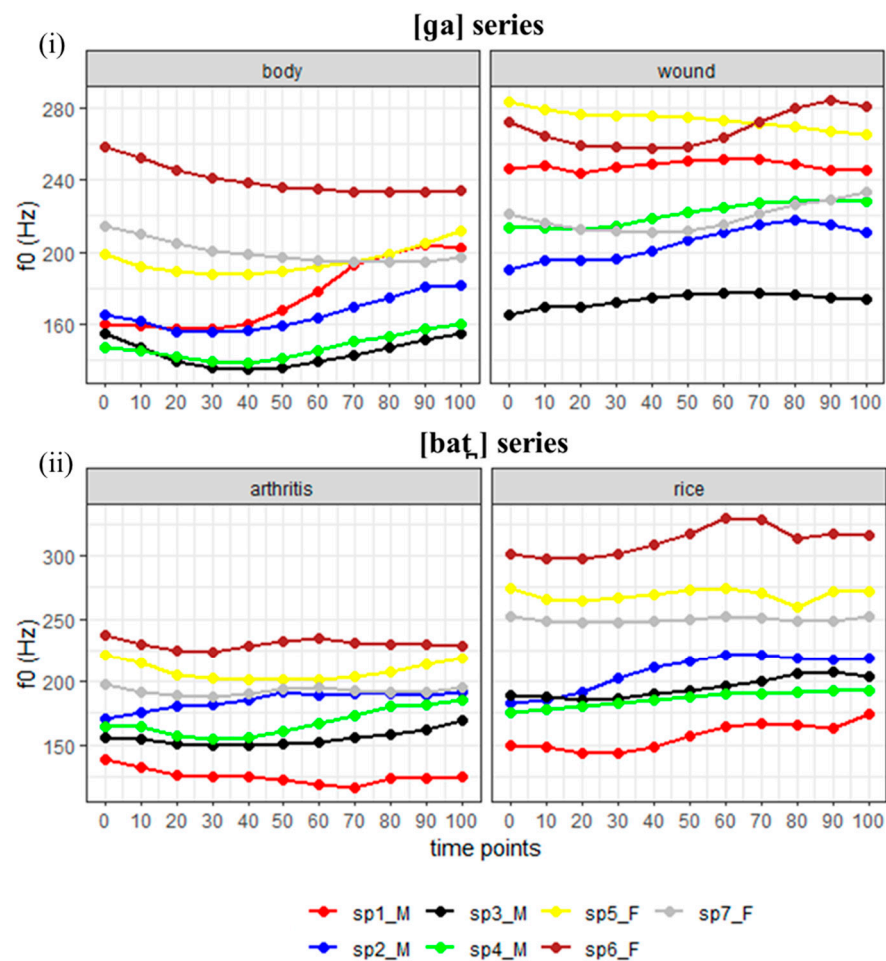 [ɡa] series
(i)
body wound
280
240
200
160
f0 (Hz)
0 10 20 30 40 50 60 70 80 90 100 0 10 20 30 40 50 60 70 80 90 100
[bat̪] series
(ii)
arthritis rice
300
250
200
150
f0 (Hz)
0 10 20 30 40 50 60 70 80 90 100 0 10 20 30 40 50 60 70 80 90 100
time points
sp1_M sp3_M sp5_F sp7_F
sp2_M sp4_M sp6_F